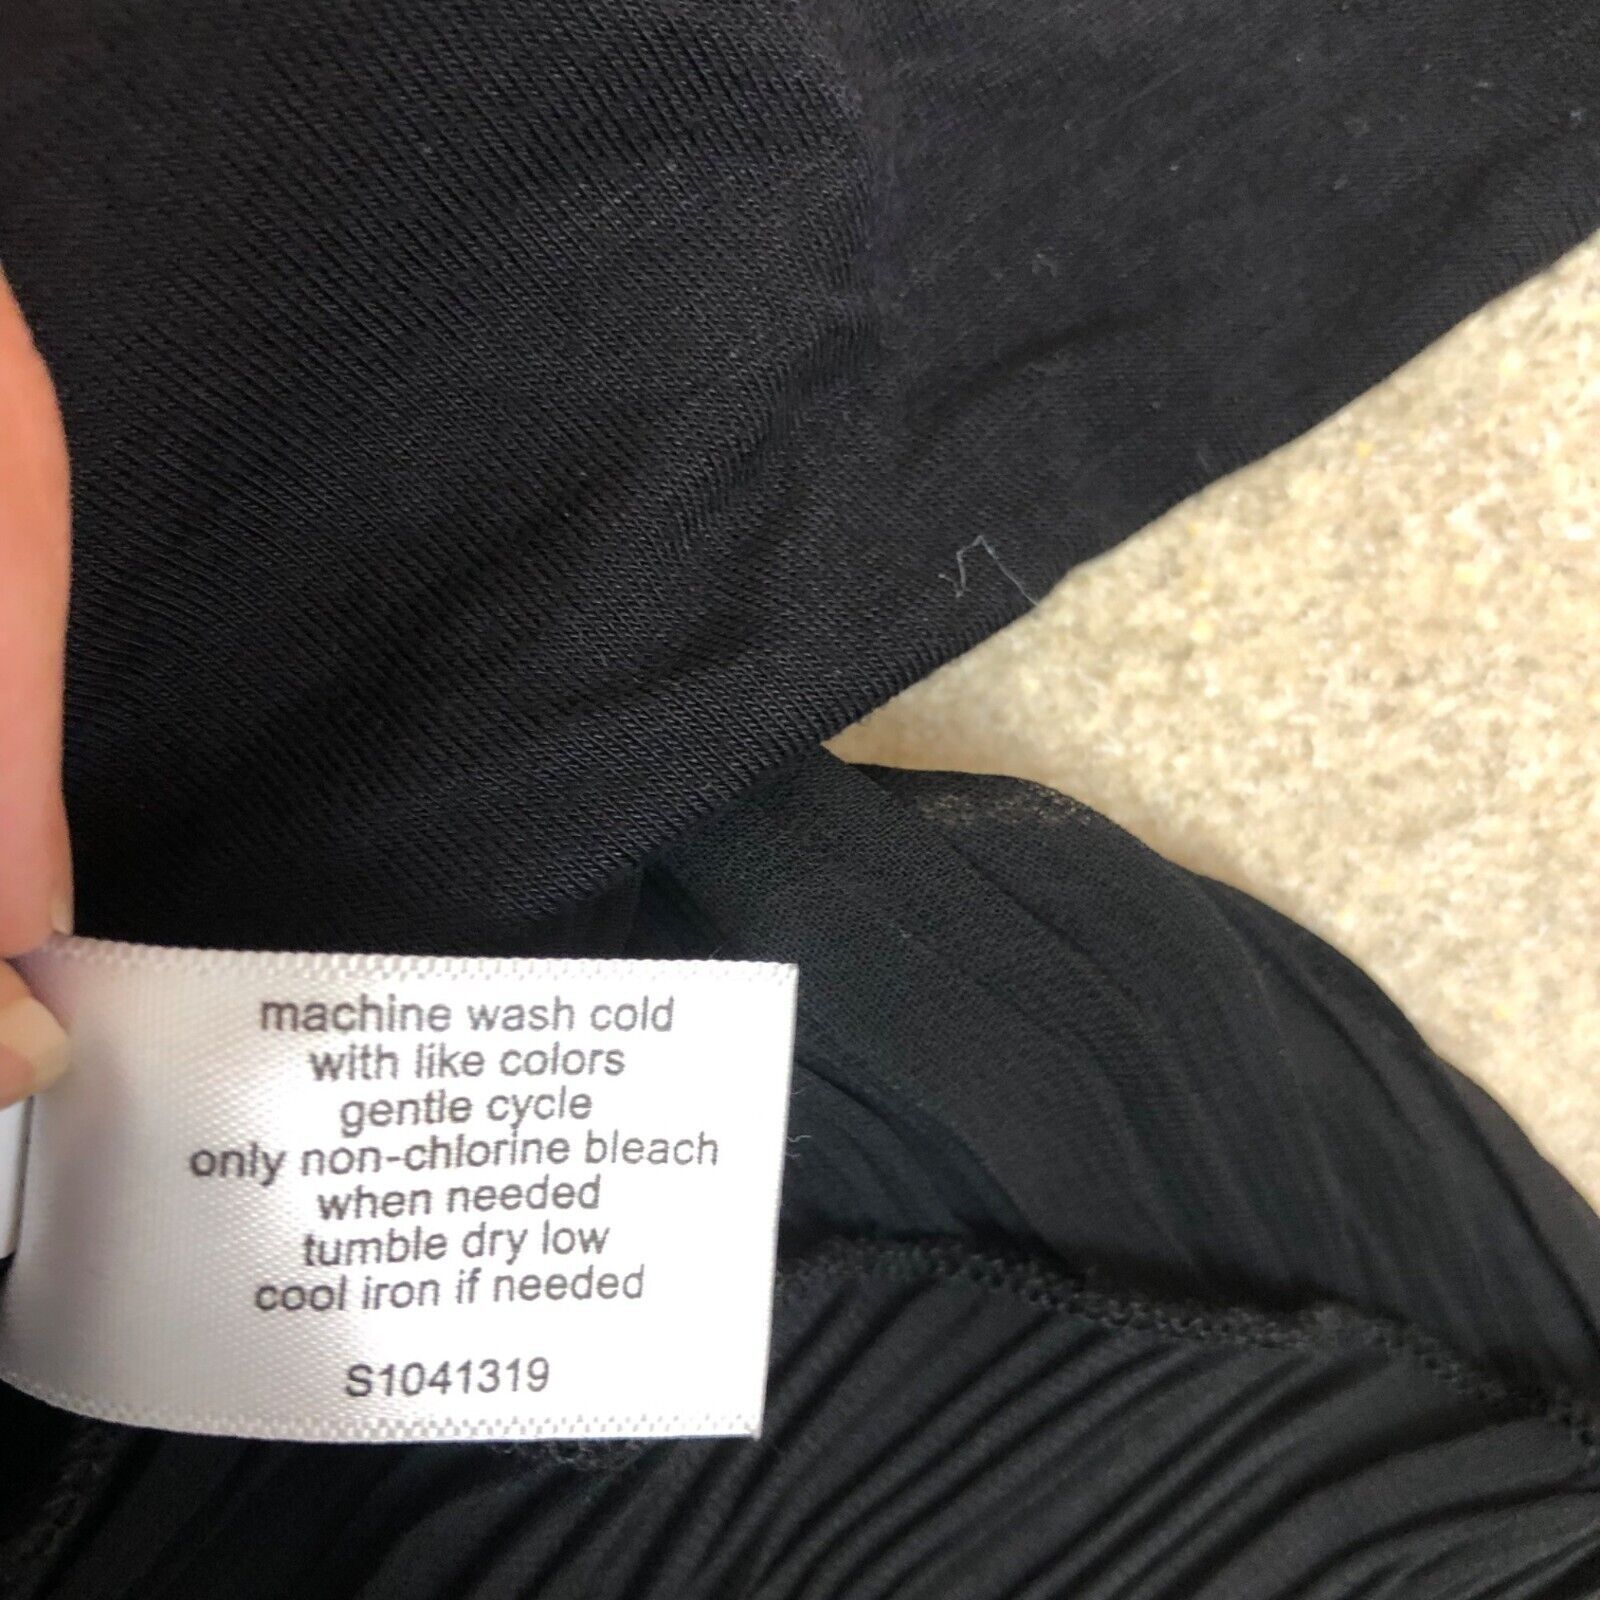 machine wash cold
with like colors
gentle cycle
only non-chlorine bleach
when needed
tumble dry low
cool iron if needed
S1041319